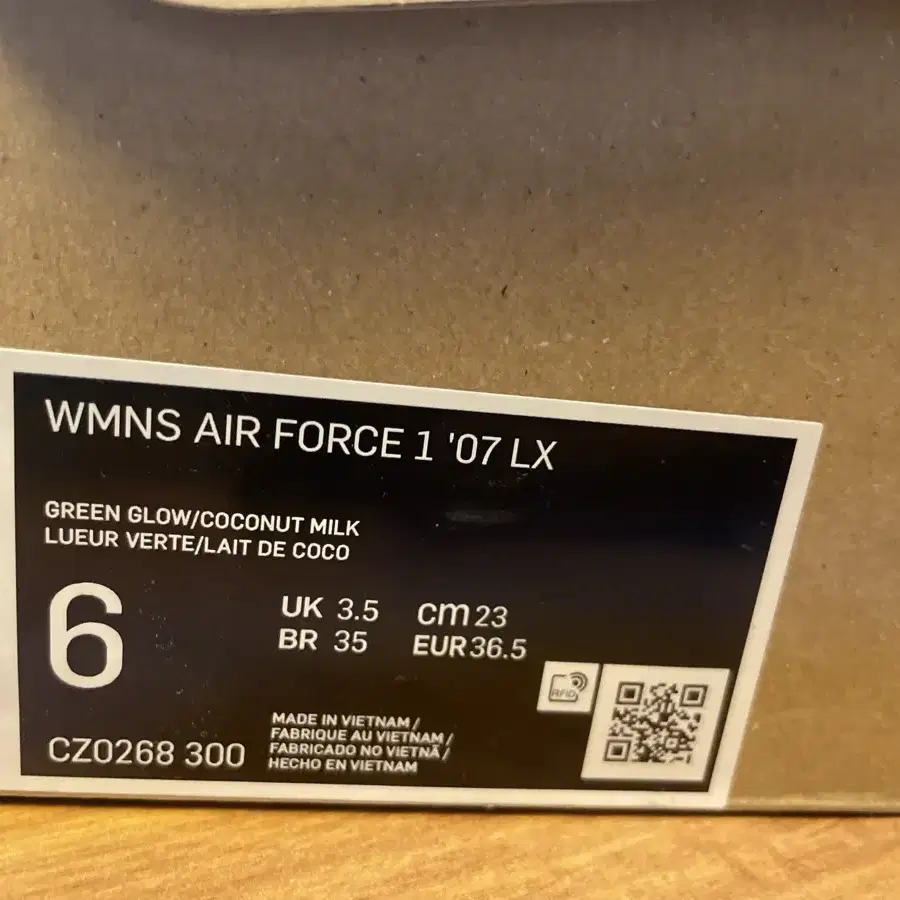 WMNS AIR FORCE 1 '07 LX
GREEN GLOW/COCONUT MILK
LUEUR VERTE/LAIT DE COCO
6
UK 3.5 cm 23
BR 35 EUR 36.5
CZ0268 300
MADE IN VIETNAM /
FABRIQUE AU VIETNAM /
FABRICADO NO VIETNÃ /
HECHO EN VIETNAM
RFID